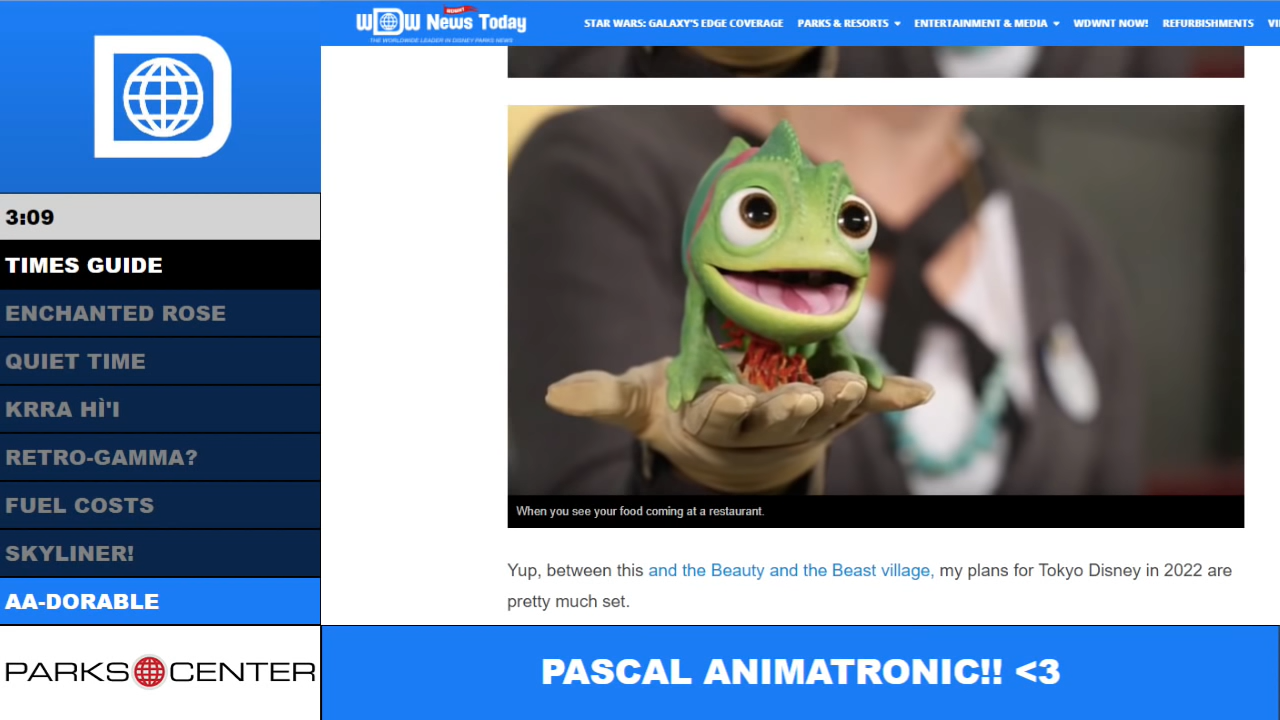 WDW News Today
THE WORLDWIDE LEADER IN DISNEY PARKS NEWS
STAR WARS: GALAXY'S EDGE COVERAGE PARKS & RESORTS ENTERTAINMENT & MEDIA WDWNT NOW! REFURBISHMENTS
3:09
TIMES GUIDE
ENCHANTED ROSE
QUIET TIME
KRRA HÌ'I
RETRO-GAMMA?
FUEL COSTS
SKYLINER!
AA-DORABLE
PARKS CENTER
When you see your food coming at a restaurant.
Yup, between this and the Beauty and the Beast village, my plans for Tokyo Disney in 2022 are
pretty much set.
PASCAL ANIMATRONIC!! <3